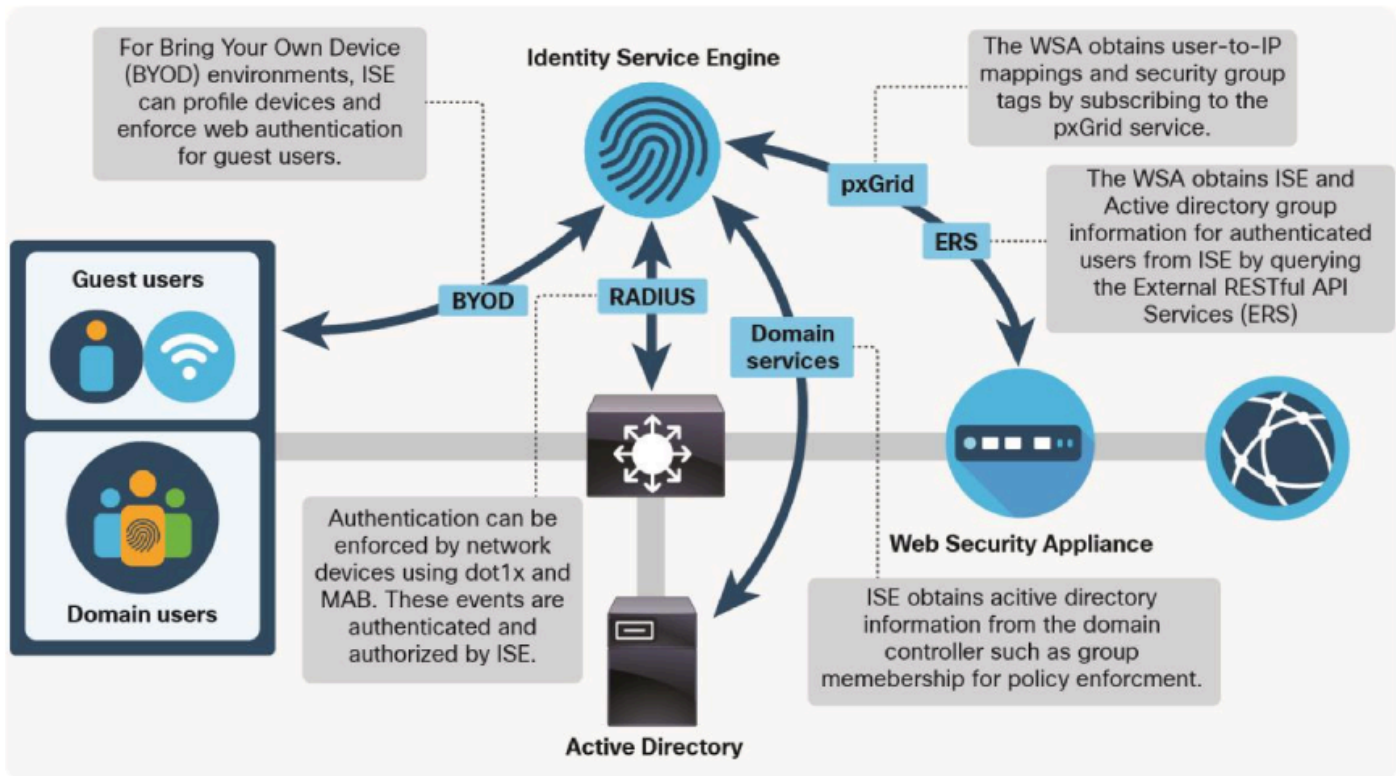 For Bring Your Own Device
(BYOD) environments, ISE
can profile devices and
enforce web authentication
for guest users.
Identity Service Engine
The WSA obtains user-to-IP
mappings and security group
tags by subscribing to the
pxGrid service.
pxGrid
The WSA obtains ISE and
Active directory group
information for authenticated
users from ISE by querying
the External RESTful API
Services (ERS)
ERS
Guest users
BYOD
RADIUS
Domain
services
Domain users
Authentication can be
enforced by network
devices using dot1x and
MAB. These events are
authenticated and
authorized by ISE.
Web Security Appliance
ISE obtains acitive directory
information from the domain
controller such as group
memebership for policy enforcment.
Active Directory